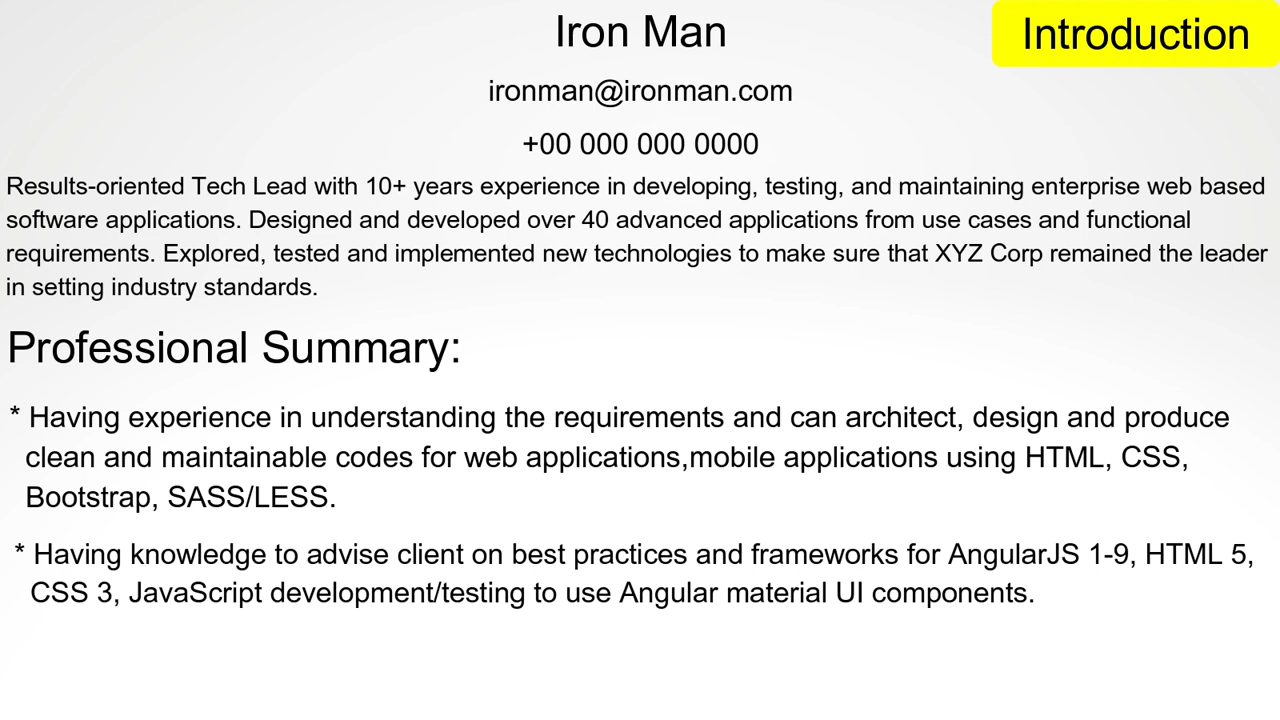 Iron Man
Introduction
ironman@ironman.com
+00 000 000 0000
Results-oriented Tech Lead with 10+ years experience in developing, testing, and maintaining enterprise web based
software applications. Designed and developed over 40 advanced applications from use cases and functional
requirements. Explored, tested and implemented new technologies to make sure that XYZ Corp remained the leader
in setting industry standards.
Professional Summary:
* Having experience in understanding the requirements and can architect, design and produce
clean and maintainable codes for web applications,mobile applications using HTML, CSS,
Bootstrap, SASS/LESS.
* Having knowledge to advise client on best practices and frameworks for AngularJS 1-9, HTML 5,
CSS 3, JavaScript development/testing to use Angular material UI components.